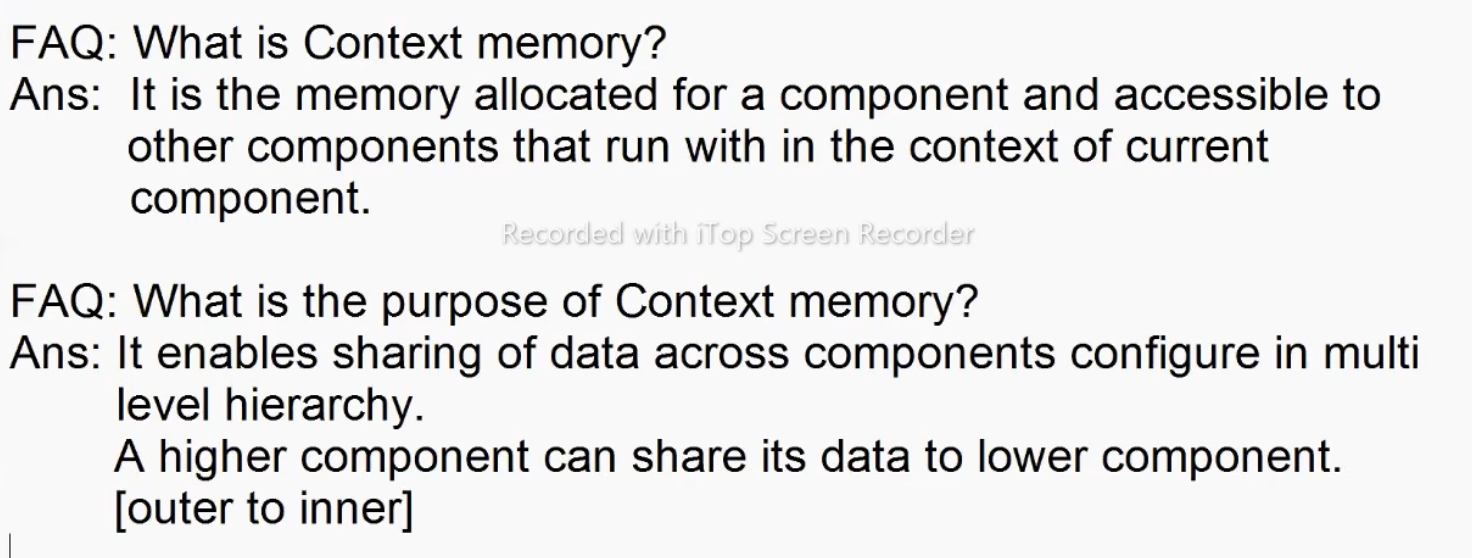 FAQ: What is Context memory?
Ans: It is the memory allocated for a component and accessible to
other components that run with in the context of current
component.
Recorded with iTop Screen Recorder
FAQ: What is the purpose of Context memory?
Ans: It enables sharing of data across components configure in multi
level hierarchy.
A higher component can share its data to lower component.
[outer to inner]